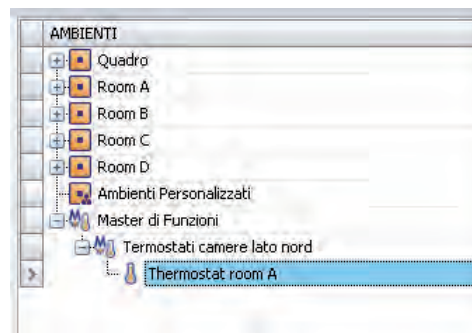 AMBIENTI
Quadro
Room A
Room B
Room C
Room D
Ambienti Personalizzati
Master di Funzioni
Termostati camere lato nord
Thermostat room A